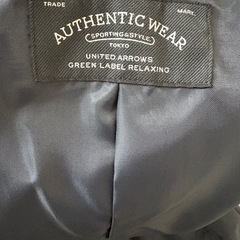 TRADE MARK.
AUTHENTIC WEAR
SPORTING&STYLE
TOKYO
UNITED ARROWS
GREEN LABEL RELAXING